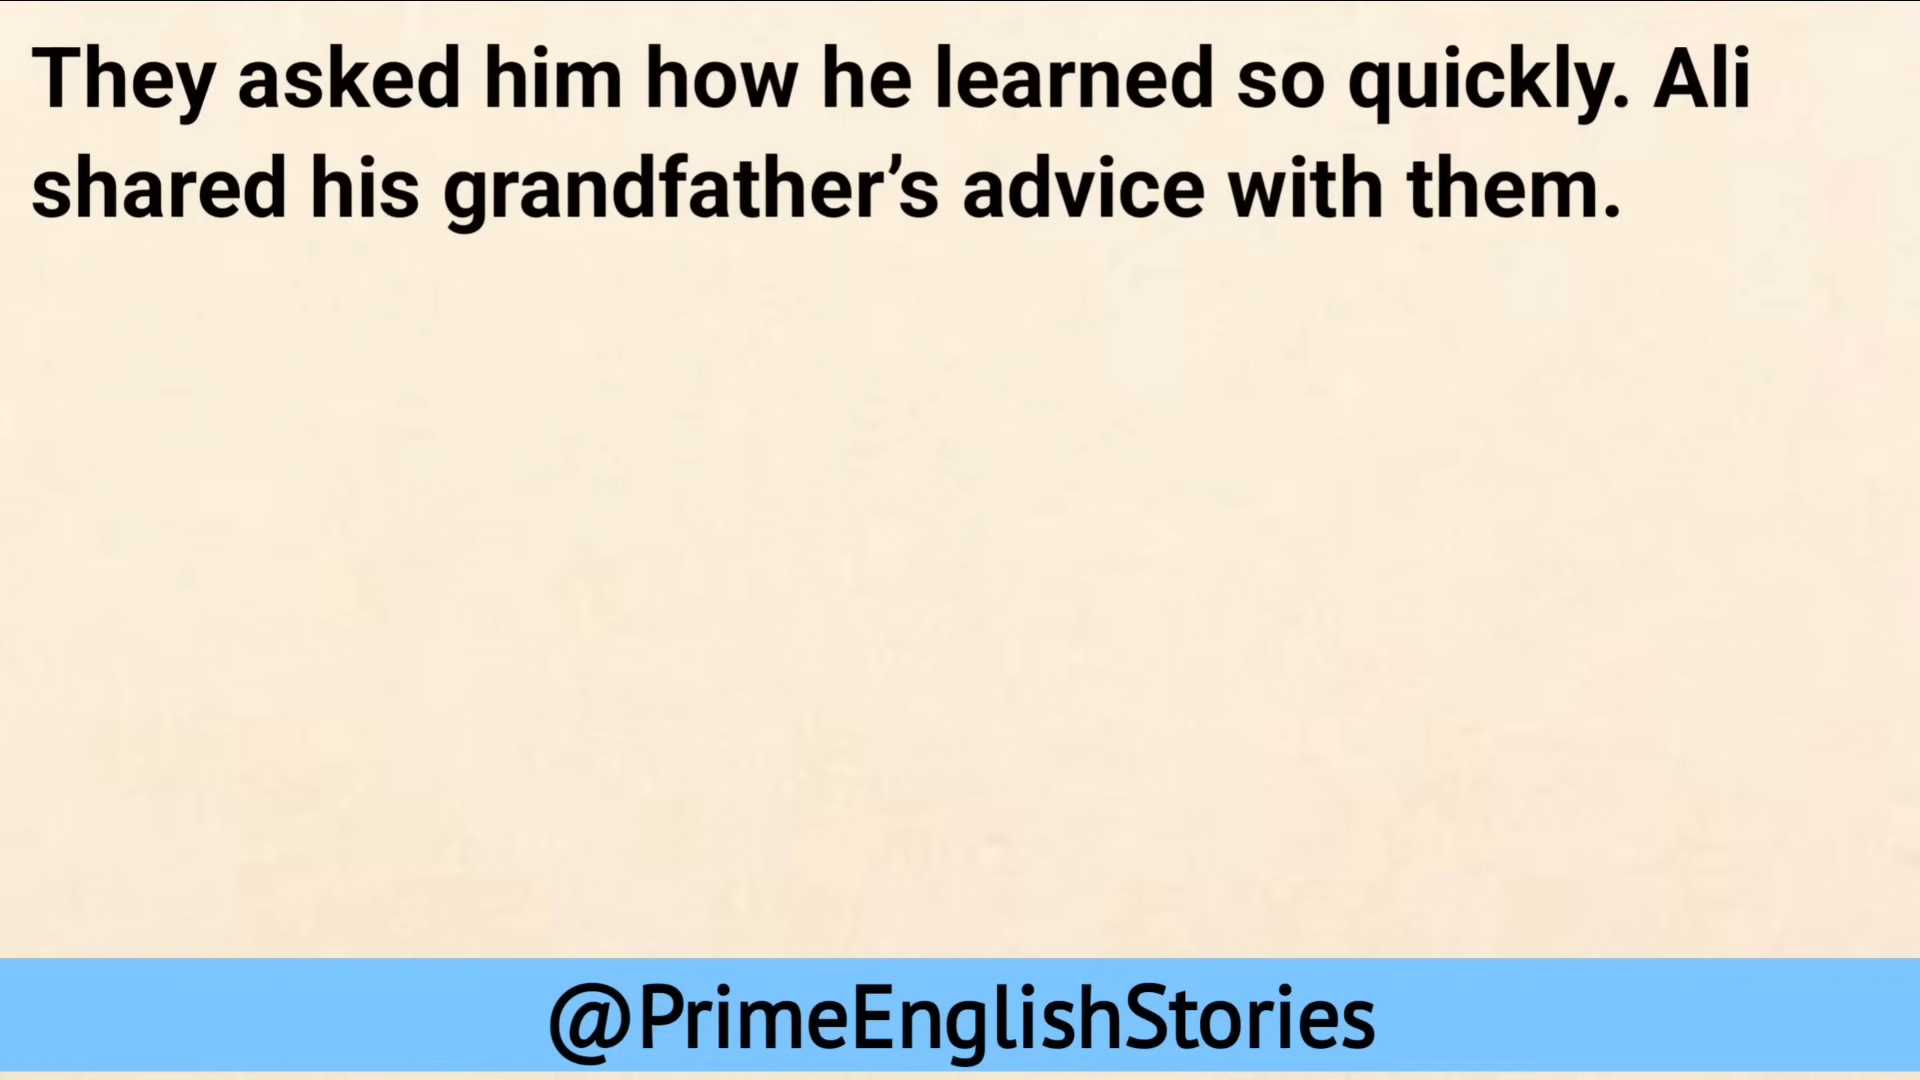 They asked him how he learned so quickly. Ali
shared his grandfather’s advice with them.
@PrimeEnglishStories